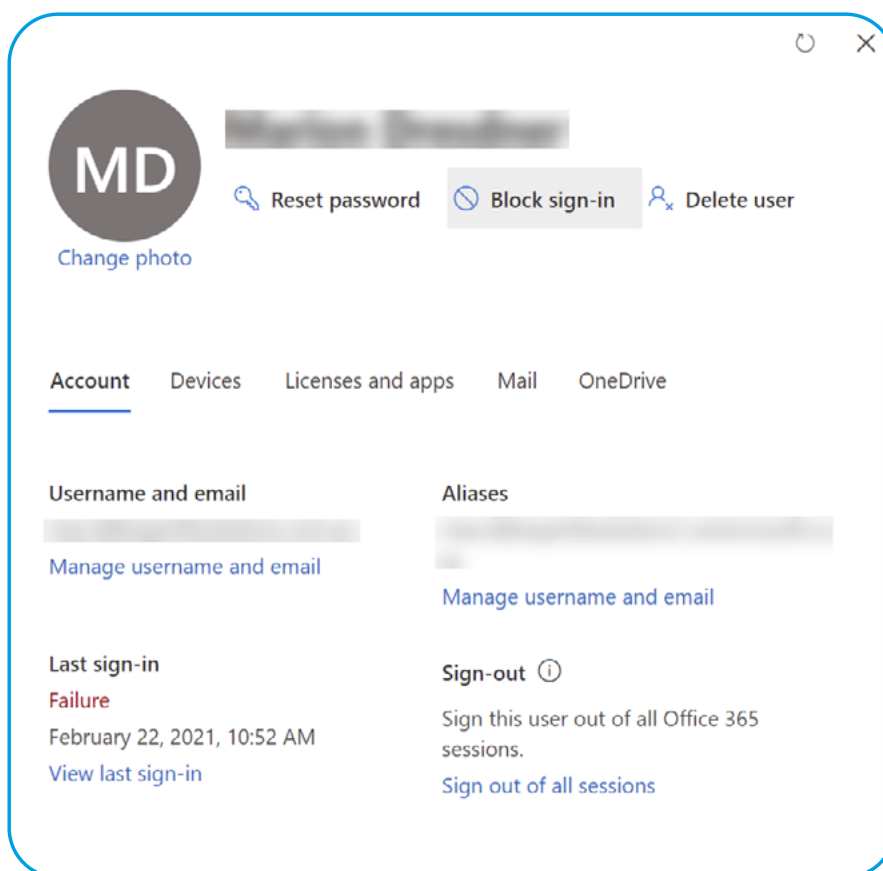 MD
Change photo
Reset password
Block sign-in
Delete user
Account
Devices
Licenses and apps
Mail
OneDrive
Username and email
Manage username and email
Aliases
Manage username and email
Last sign-in
Failure
February 22, 2021, 10:52 AM
View last sign-in
Sign-out
Sign this user out of all Office 365
sessions.
Sign out of all sessions